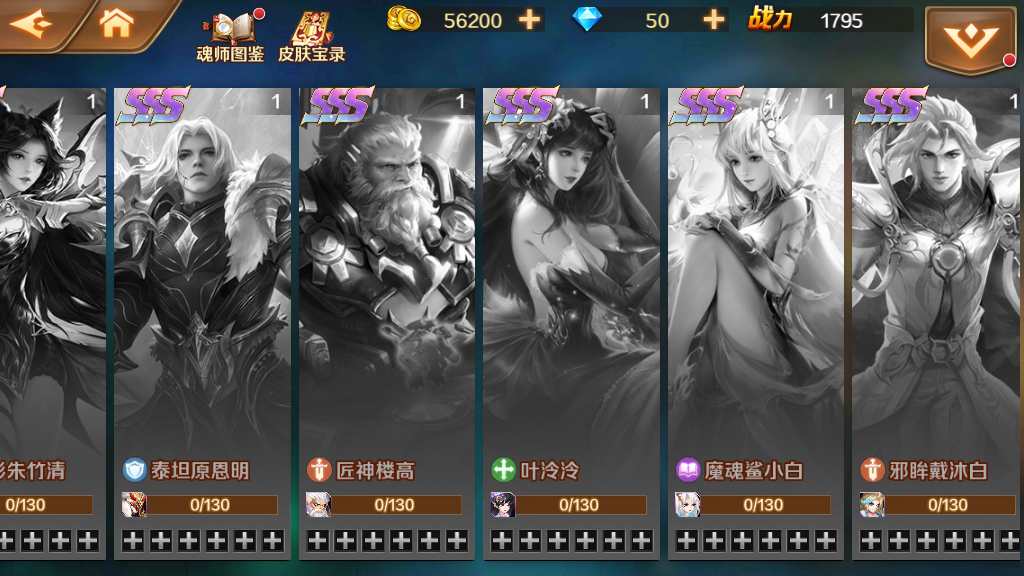 56200
50
战力 1795
魂师图鉴 皮肤宝录
1
SSS 1
SSS 1
SSS 1
SSS 1
SSS 1
朱竹清
泰坦原恩明
匠神楼高
叶泠泠
魔魂鲨小白
邪眸戴沐白
0/130
0/130
0/130
0/130
0/130
0/130